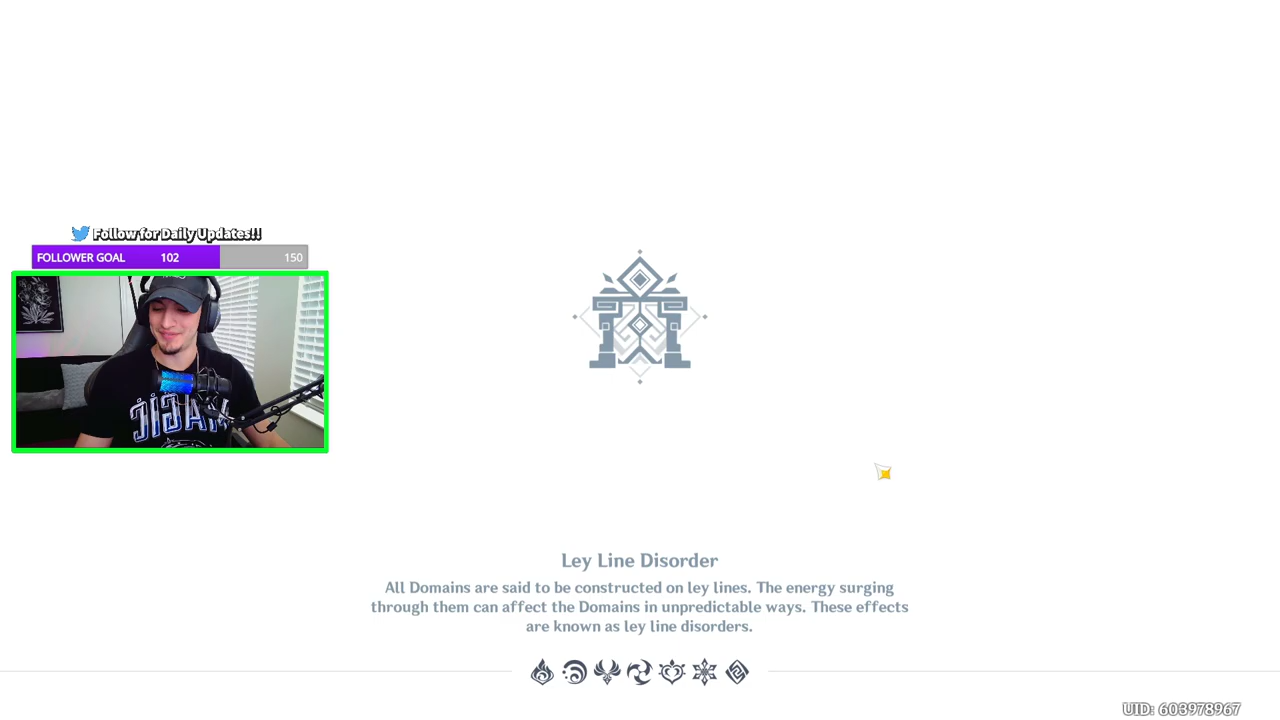 Follow for Daily Updates!!
FOLLOWER GOAL 102 150
MAGIC
Ley Line Disorder
All Domains are said to be constructed on ley lines. The energy surging
through them can affect the Domains in unpredictable ways. These effects
are known as ley line disorders.
UID: 603978967